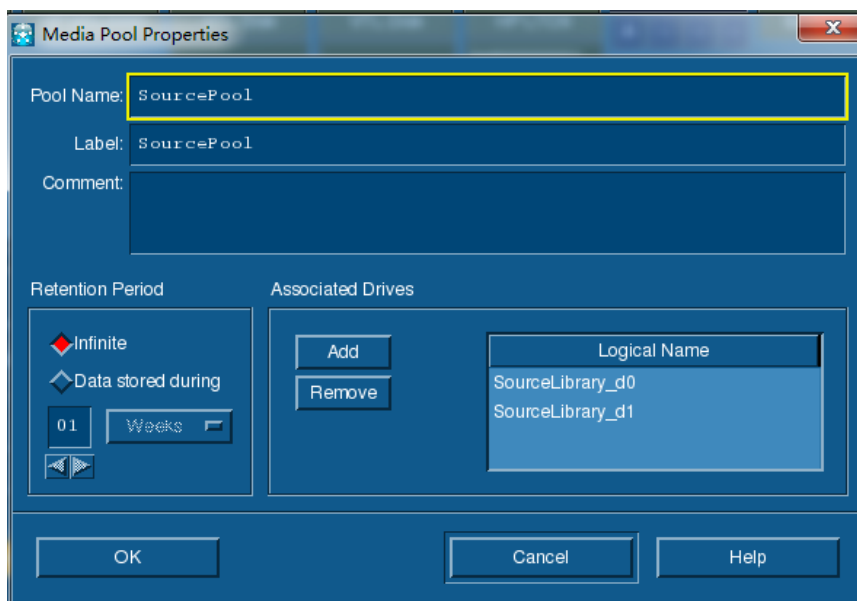 Media Pool Properties
Pool Name: SourcePool
Label: SourcePool
Comment:
Retention Period
Associated Drives
Infinite
Data stored during
01 Weeks
Add
Remove
Logical Name
SourceLibrary_d0
SourceLibrary_d1
OK
Cancel
Help